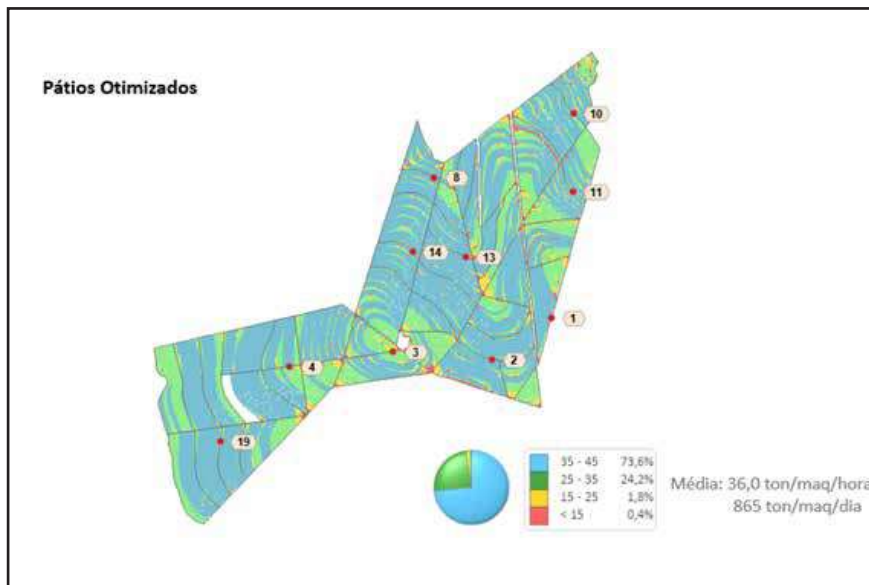 Pátios Otimizados
10
8
11
14
13
1
3
2
4
19
35 - 45 73,6%
25 - 35 24,2%
15 - 25 1,8%
< 15 0,4%
Média: 36,0 ton/maq/hora
865 ton/maq/dia